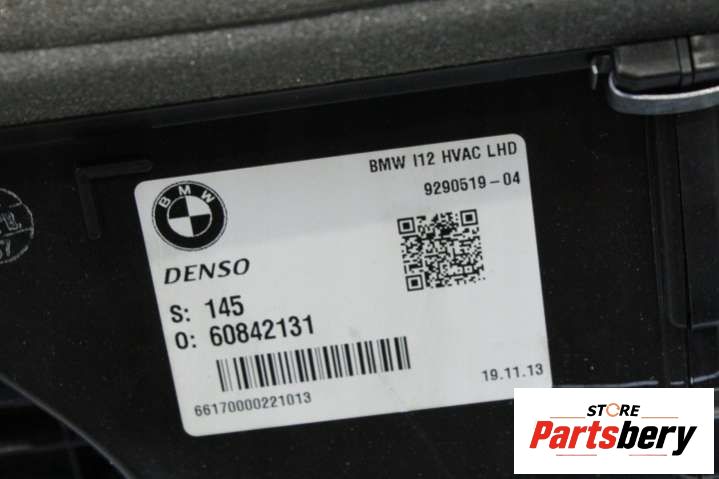 BMW I12 HVAC LHD
9290519-04
BMW
DENSO
S: 145
O: 60842131
19.11.13
66170000221013
STORE
Partsbery